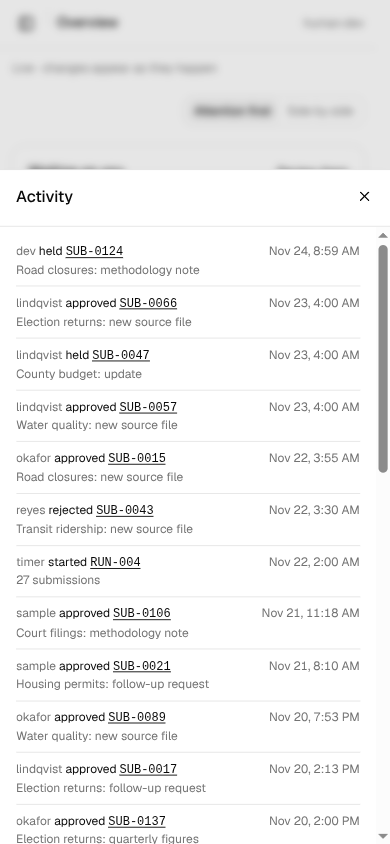 Overview
Activity
dev held SUB-0124 Nov 24, 8:59 AM
Road closures: methodology note
lindqvist approved SUB-0066 Nov 23, 4:00 AM
Election returns: new source file
lindqvist held SUB-0047 Nov 23, 4:00 AM
County budget: update
lindqvist approved SUB-0057 Nov 23, 4:00 AM
Water quality: new source file
okafor approved SUB-0015 Nov 22, 3:55 AM
Road closures: new source file
reyes rejected SUB-0043 Nov 22, 3:30 AM
Transit ridership: new source file
timer started RUN-004 Nov 22, 2:00 AM
27 submissions
sample approved SUB-0106 Nov 21, 11:18 AM
Court filings: methodology note
sample approved SUB-0021 Nov 21, 8:10 AM
Housing permits: follow-up request
okafor approved SUB-0089 Nov 20, 7:53 PM
Water quality: new source file
lindqvist approved SUB-0017 Nov 20, 2:13 PM
Election returns: follow-up request
okafor approved SUB-0137 Nov 20, 2:00 PM
Election returns: quarterly figures